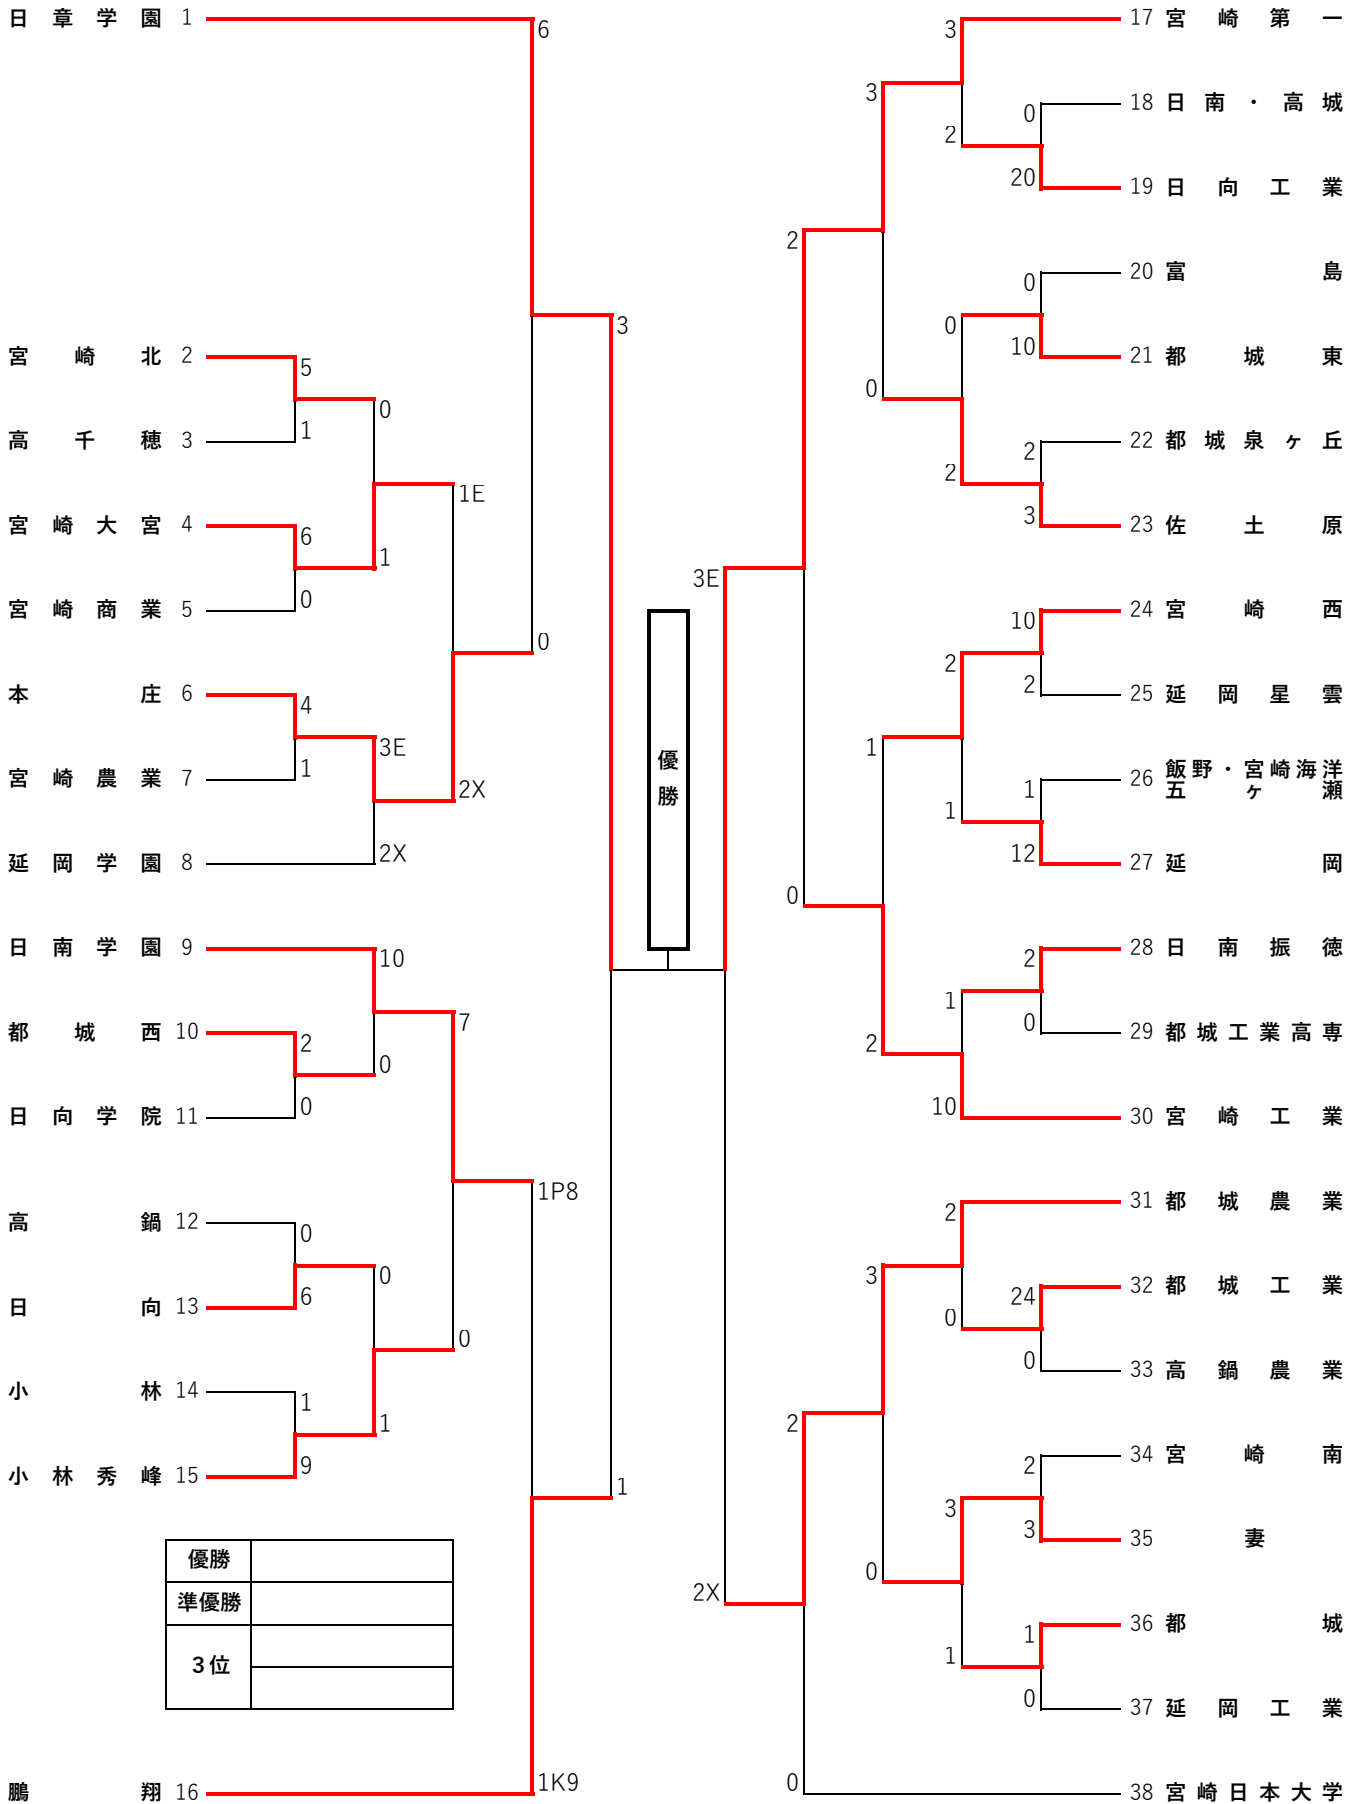 日章学園 1
宮崎北 2
高千穂 3
宮崎大宮 4
宮崎商業 5
本庄 6
宮崎農業 7
延岡学園 8
日南学園 9
都城西 10
日向学院 11
高鍋 12
日向 13
小林 14
小林秀峰 15
鵬翔 16
5
1
6
0
4
1
2
0
0
6
1
9
0
1
3E
2X
10
0
0
1
1E
2X
7
0
6
0
1P8
1K9
3
1
優勝
3E
2X
2
0
2
0
3
0
1
2
3
0
3
2
0
2
2
1
1
10
2
0
3
1
0
20
0
10
2
3
10
2
1
12
2
0
24
0
2
3
1
0
17 宮崎第一
18 日南・高城
19 日向工業
20 富島
21 都城東
22 都城泉ヶ丘
23 佐土原
24 宮崎西
25 延岡星雲
26 飯野・宮崎海洋
五ヶ瀬
27 延岡
28 日南振徳
29 都城工業高専
30 宮崎工業
31 都城農業
32 都城工業
33 高鍋農業
34 宮崎南
35 妻
36 都城
37 延岡工業
38 宮崎日本大学
優勝
準優勝
３位